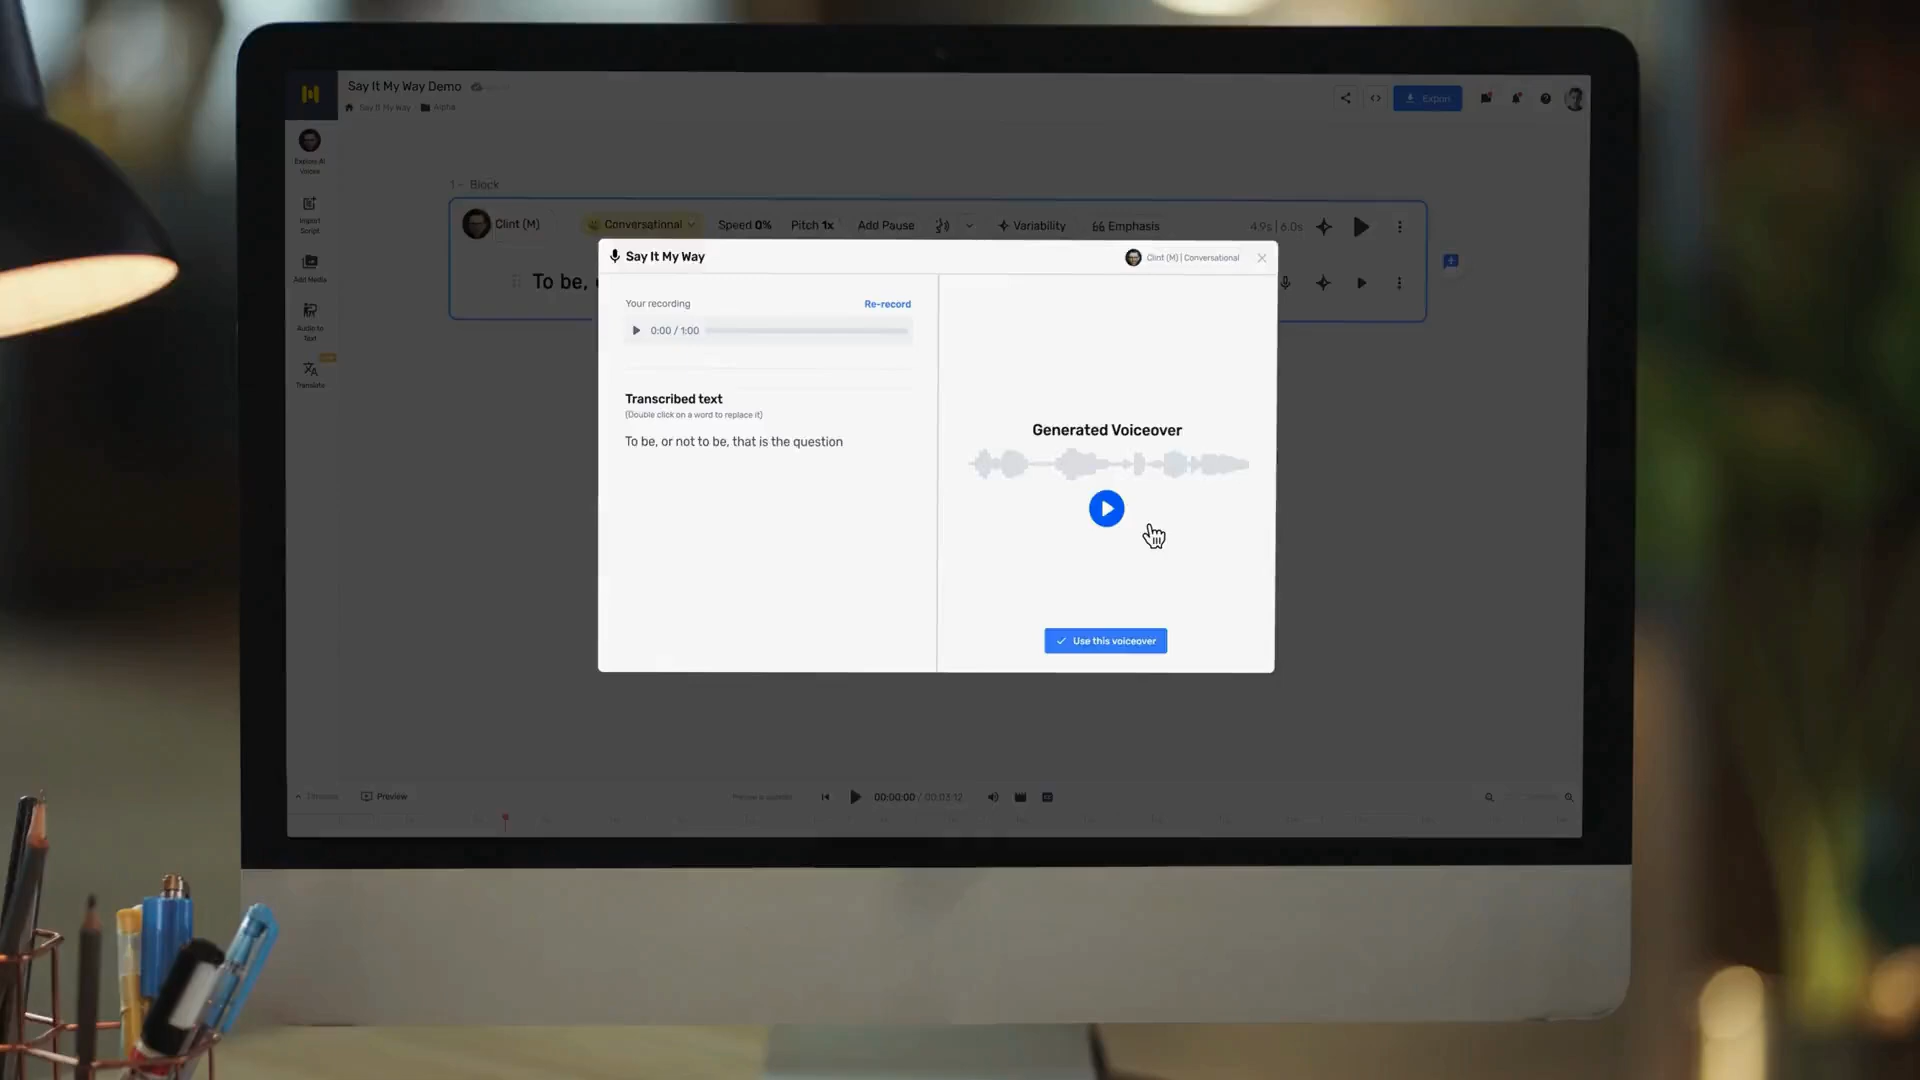 Say It My Way Demo
Say It My Way
Alpha
Export
Explore AI
Voices
Import
Script
Add Media
Audio to
Text
Translate
1 - Block
Clint (M)
Conversational
Speed 0%
Pitch 1x
Add Pause
Variability
Emphasis
4.9s | 6.0s
To be,
Say It My Way
Clint (M) | Conversational
Your recording
Re-record
0:00 / 1:00
Transcribed text
(Double click on a word to replace it)
To be, or not to be, that is the question
Generated Voiceover
Use this voiceover
Preview
00:00:00 / 00:03:12